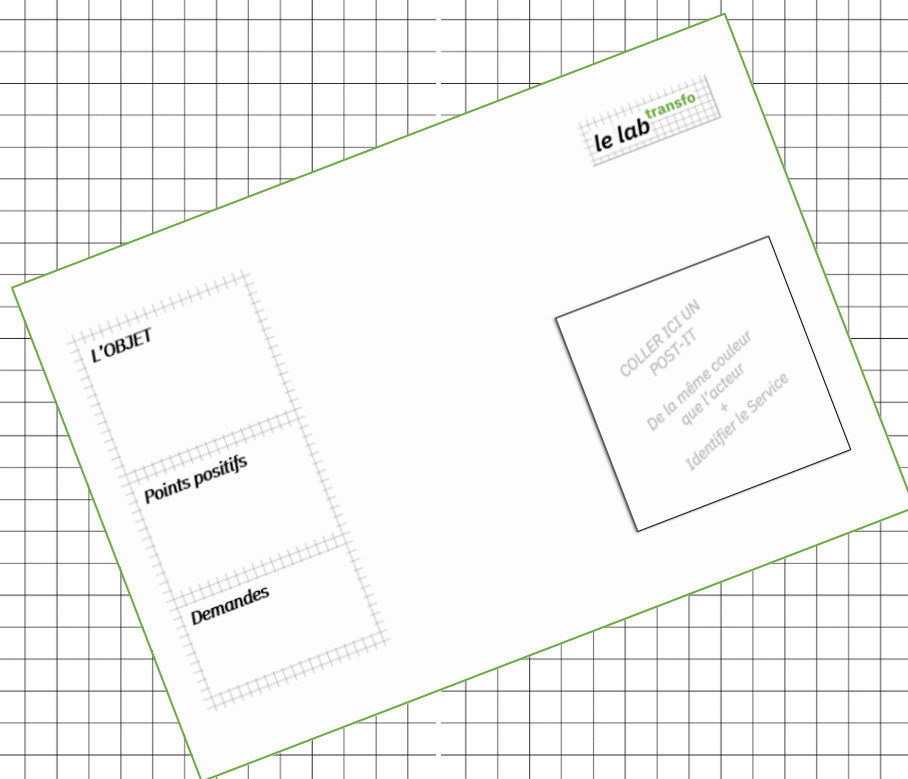 le lab transfo
L'OBJET
Points positifs
Demandes
COLLER ICI UN
POST-IT
De la même couleur
que l'acteur
+
Identifier le Service